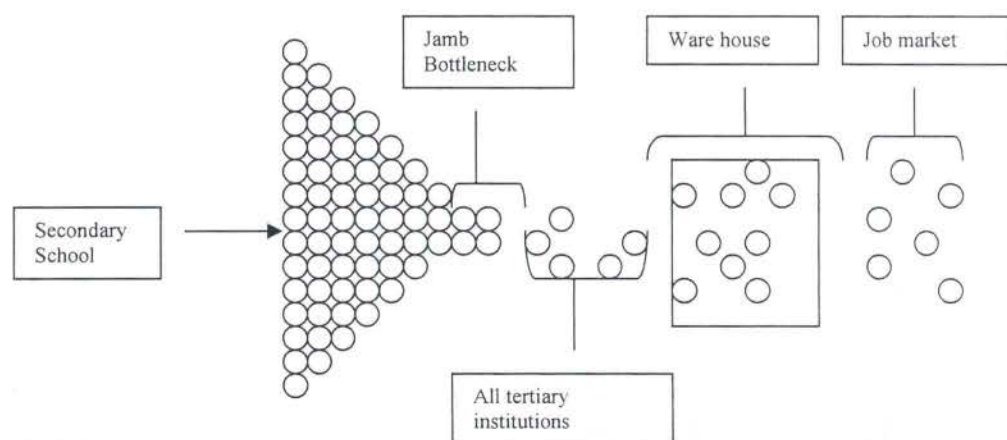 Jamb
Bottleneck
Ware house
Job market
Secondary
School
All tertiary
institutions